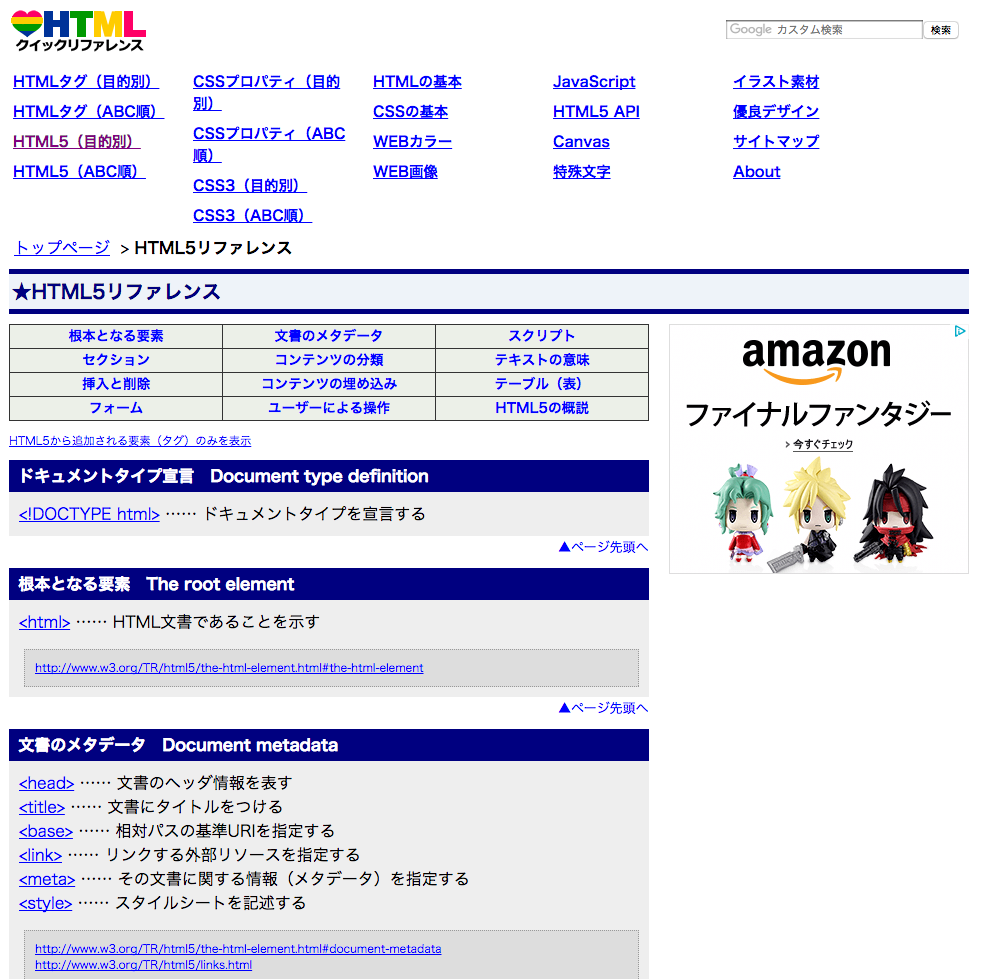 HTML
クイックリファレンス
Google カスタム検索 検索
HTMLタグ（目的別）
HTMLタグ（ABC順）
HTML5（目的別）
HTML5（ABC順）
CSSプロパティ（目的
別）
CSSプロパティ（ABC
順）
CSS3（目的別）
CSS3（ABC順）
HTMLの基本
CSSの基本
WEBカラー
WEB画像
JavaScript
HTML5 API
Canvas
特殊文字
イラスト素材
優良デザイン
サイトマップ
About
トップページ > HTML5リファレンス
★HTML5リファレンス
根本となる要素 文書のメタデータ スクリプト
セクション コンテンツの分類 テキストの意味
挿入と削除 コンテンツの埋め込み テーブル（表）
フォーム ユーザーによる操作 HTML5の概説
HTML5から追加される要素（タグ）のみを表示
ドキュメントタイプ宣言　Document type definition
<!DOCTYPE html> …… ドキュメントタイプを宣言する
▲ページ先頭へ
根本となる要素　The root element
<html> …… HTML文書であることを示す
http://www.w3.org/TR/html5/the-html-element.html#the-html-element
▲ページ先頭へ
文書のメタデータ　Document metadata
<head> …… 文書のヘッダ情報を表す
<title> …… 文書にタイトルをつける
<base> …… 相対パスの基準URIを指定する
<link> …… リンクする外部リソースを指定する
<meta> …… その文書に関する情報（メタデータ）を指定する
<style> …… スタイルシートを記述する
http://www.w3.org/TR/html5/the-html-element.html#document-metadata
http://www.w3.org/TR/html5/links.html
amazon
ファイナルファンタジー
› 今すぐチェック